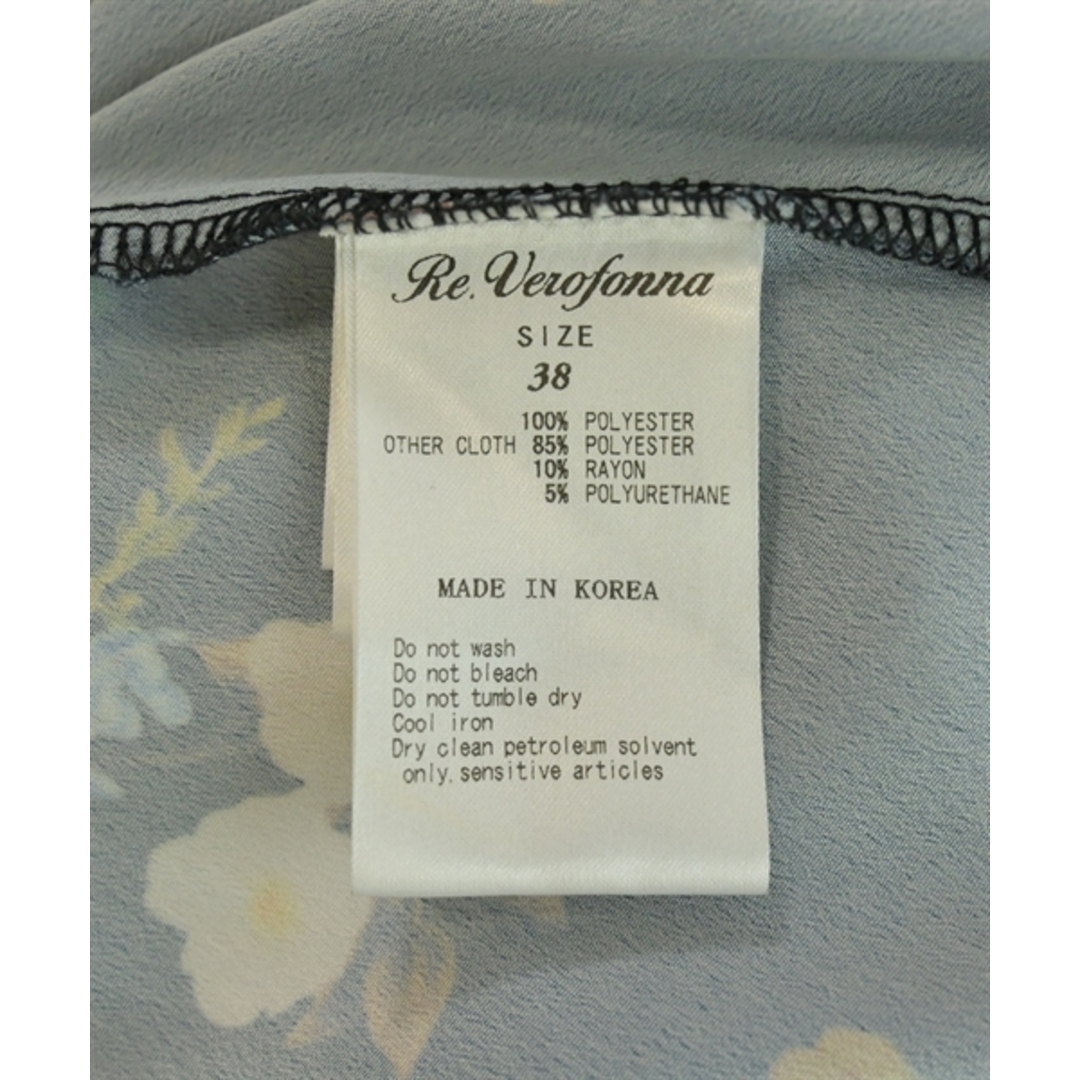 Re. Verofonna
SIZE
38
100% POLYESTER
OTHER CLOTH 85% POLYESTER
10% RAYON
5% POLYURETHANE
MADE IN KOREA
Do not wash
Do not bleach
Do not tumble dry
Cool iron
Dry clean petroleum solvent
only. sensitive articles